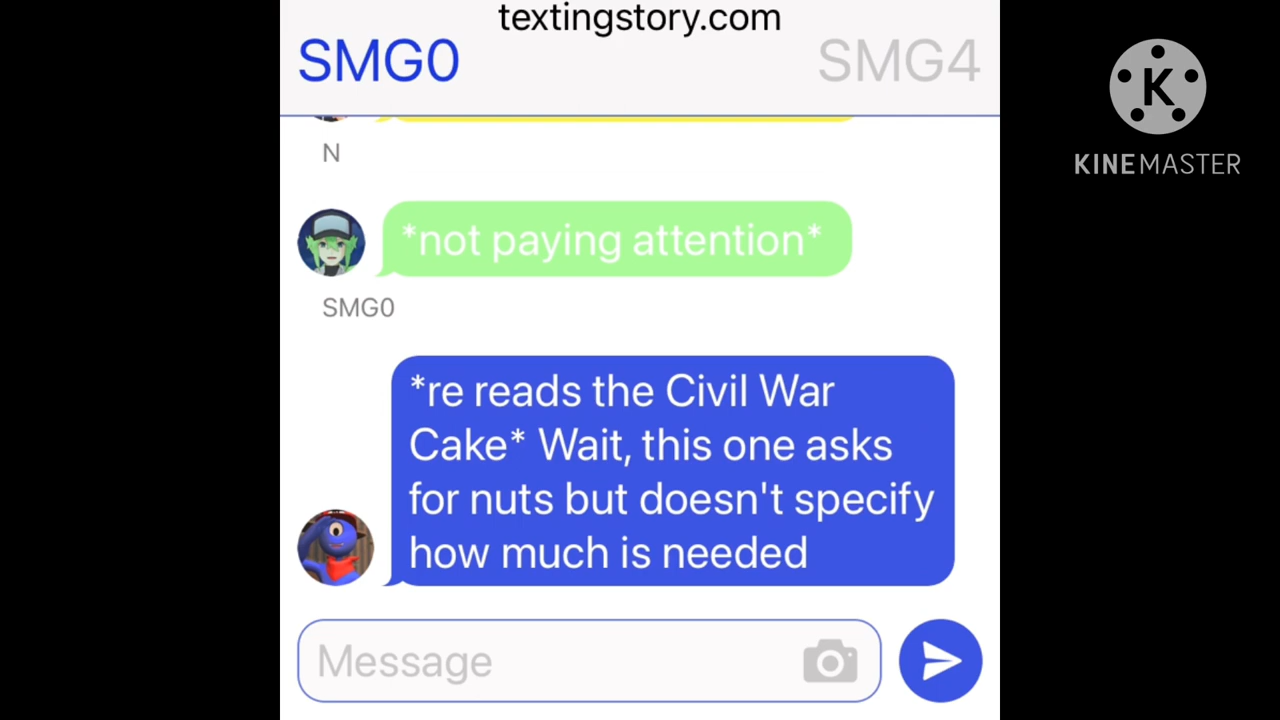 textingstory.com
SMG0
SMG4
KINEMASTER
N
*not paying attention*
SMG0
*re reads the Civil War
Cake* Wait, this one asks
for nuts but doesn't specify
how much is needed
Message